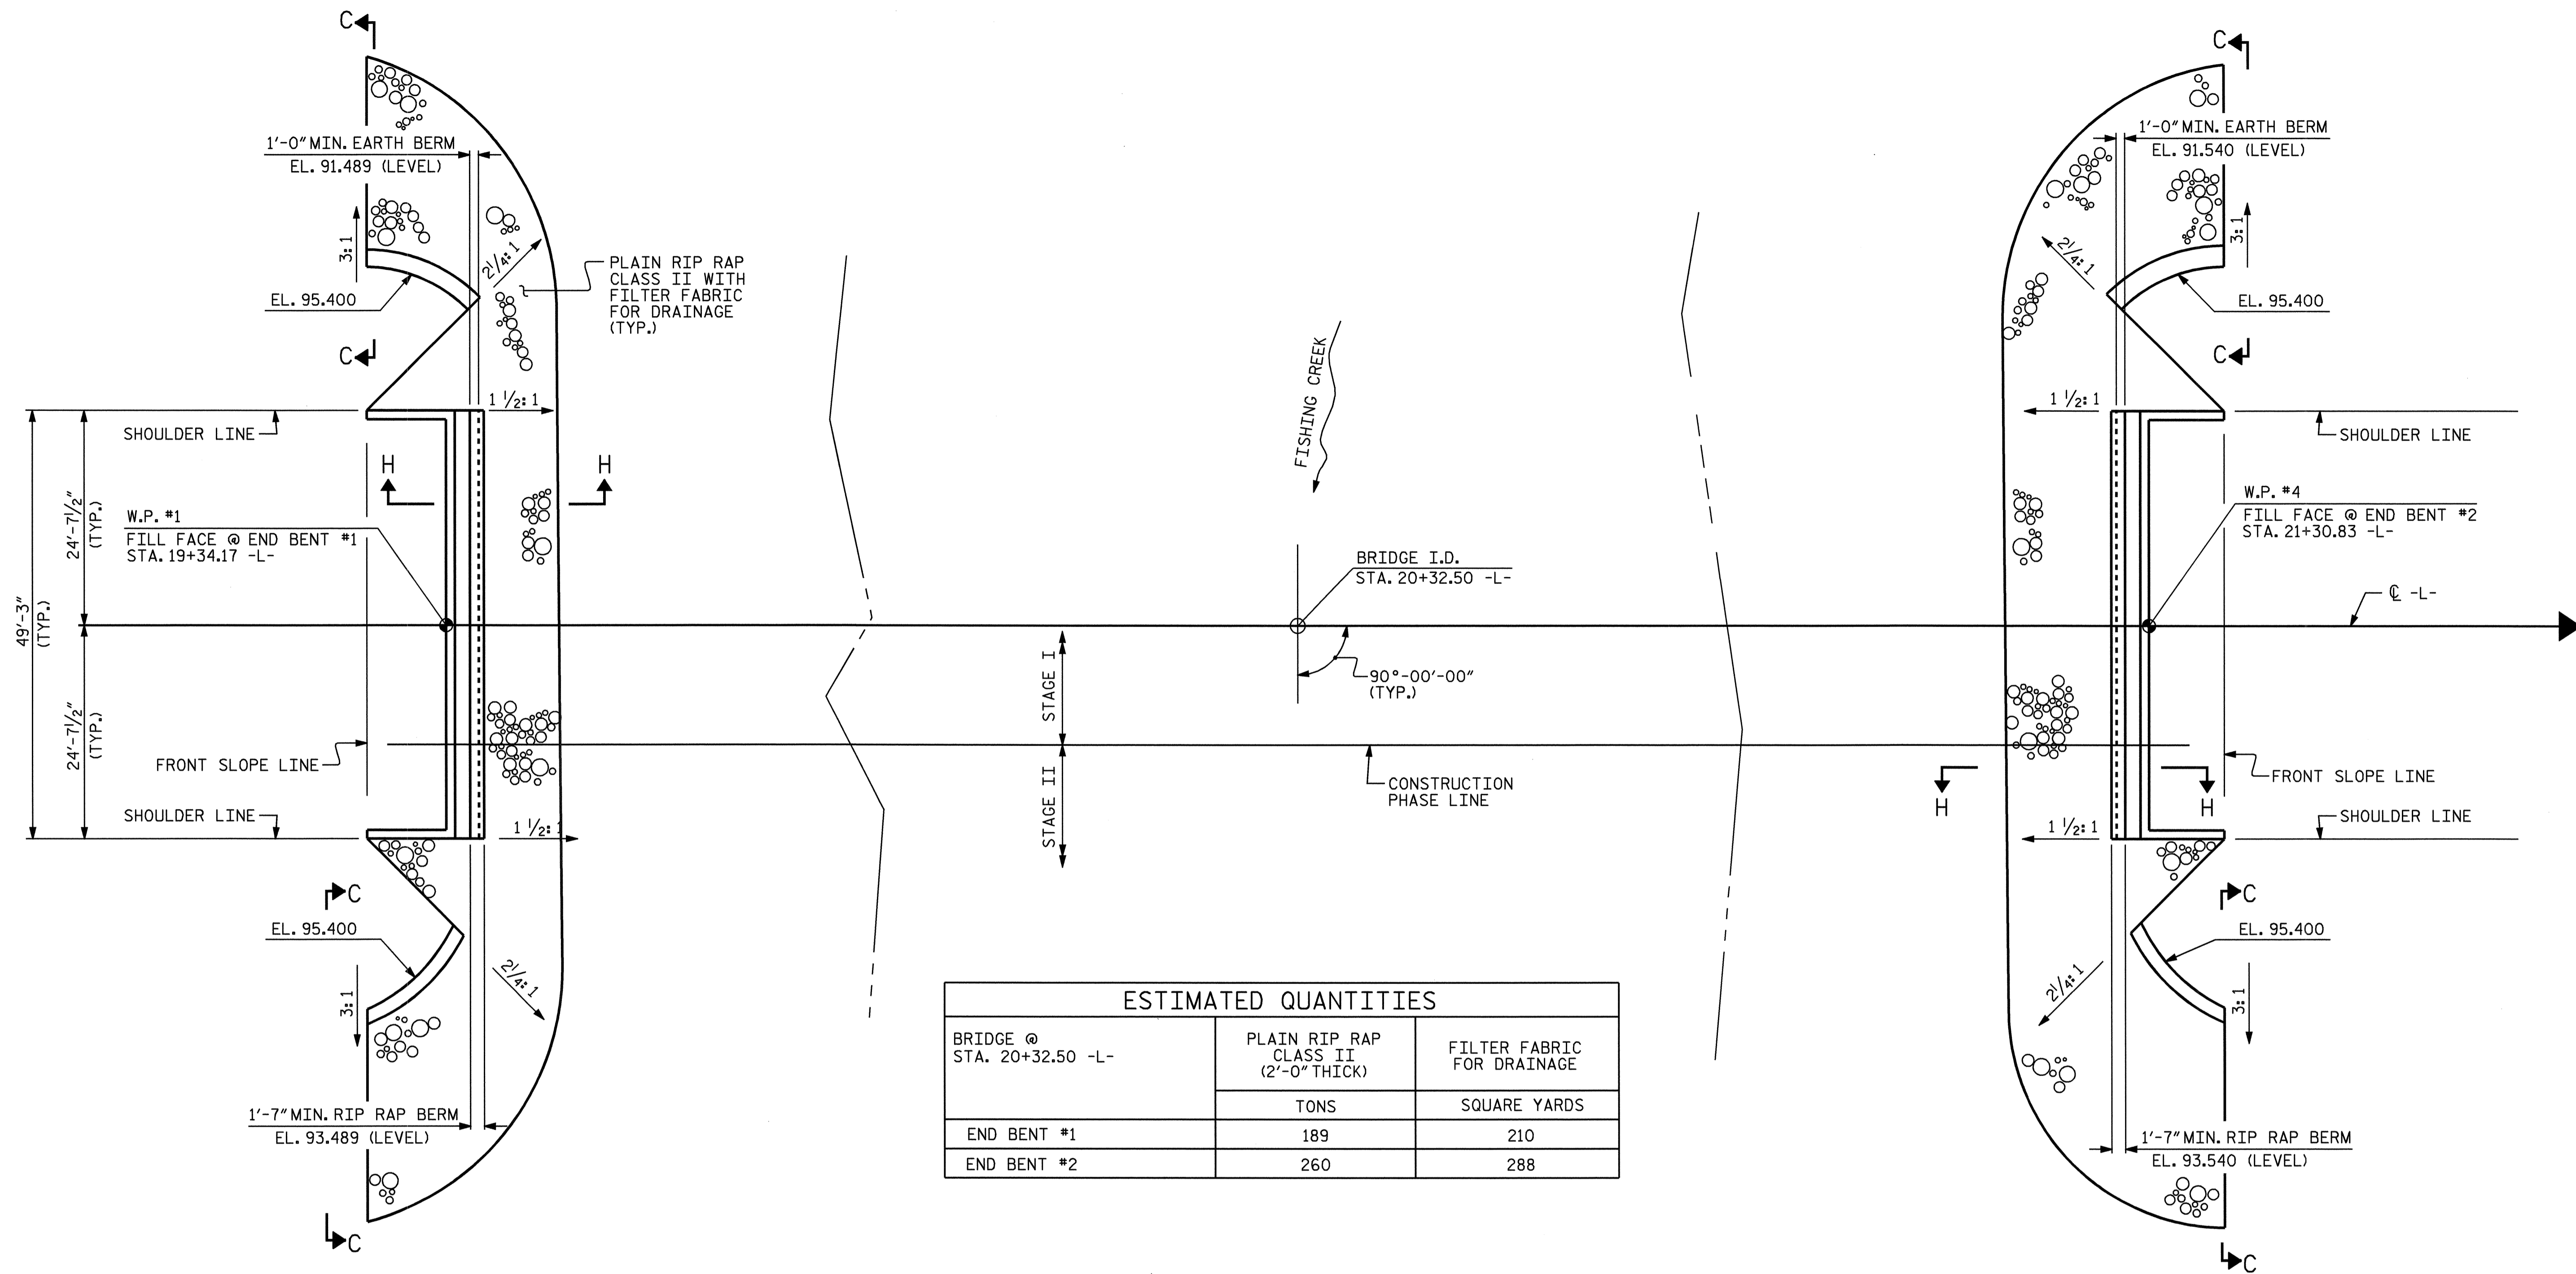 C
C
1'-0" MIN. EARTH BERM
EL. 91.489 (LEVEL)
3:1
2 1/4:1
EL. 95.400
C
PLAIN RIP RAP
CLASS II WITH
FILTER FABRIC
FOR DRAINAGE
(TYP.)
1'-0" MIN. EARTH BERM
EL. 91.540 (LEVEL)
2 1/4:1
3:1
EL. 95.400
C
FISHING CREEK
1 1/2:1
SHOULDER LINE
H
H
24'-7 1/2"
(TYP.)
49'-3"
(TYP.)
24'-7 1/2"
(TYP.)
W.P. #1
FILL FACE @ END BENT #1
STA. 19+34.17 -L-
1 1/2:1
SHOULDER LINE
W.P. #4
FILL FACE @ END BENT #2
STA. 21+30.83 -L-
BRIDGE I.D.
STA. 20+32.50 -L-
℄ -L-
90°-00'-00"
(TYP.)
STAGE I
STAGE II
CONSTRUCTION
PHASE LINE
FRONT SLOPE LINE
SHOULDER LINE
1 1/2:1
FRONT SLOPE LINE
H
H
1 1/2:1
SHOULDER LINE
C
EL. 95.400
3:1
2 1/4:1
1'-7" MIN. RIP RAP BERM
EL. 93.489 (LEVEL)
C
C
EL. 95.400
2 1/4:1
3:1
1'-7" MIN. RIP RAP BERM
EL. 93.540 (LEVEL)
C
ESTIMATED QUANTITIES
BRIDGE @
STA. 20+32.50 -L-
PLAIN RIP RAP
CLASS II
(2'-0" THICK)
FILTER FABRIC
FOR DRAINAGE
TONS
SQUARE YARDS
END BENT #1 189 210
END BENT #2 260 288